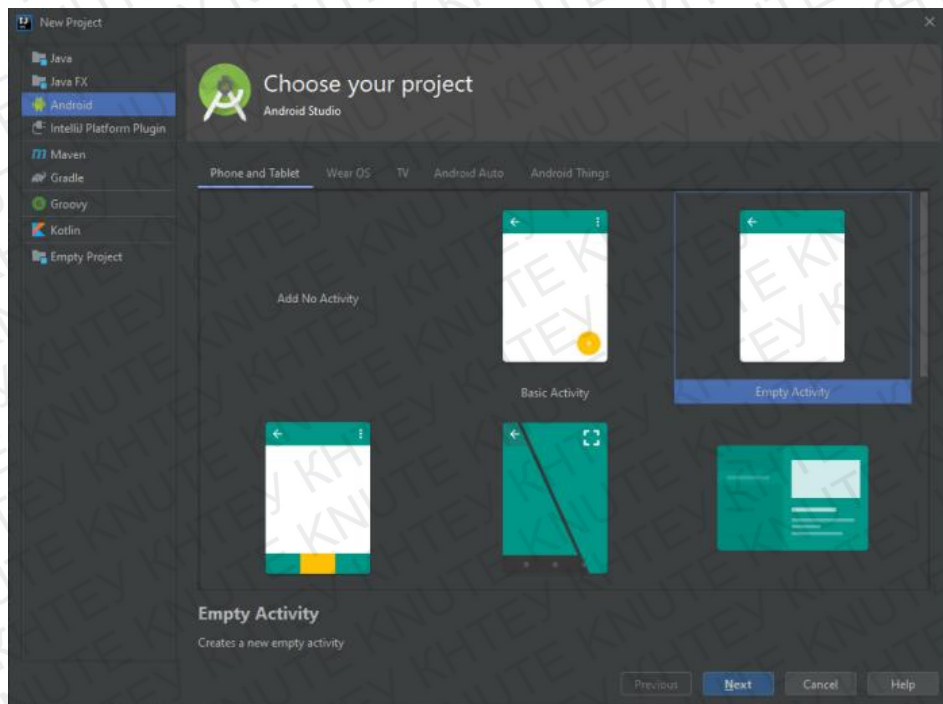 New Project
Java
Java FX
Android
IntelliJ Platform Plugin
Maven
Gradle
Groovy
Kotlin
Empty Project
Choose your project
Android Studio
Phone and Tablet Wear OS TV Android Auto Android Things
Add No Activity
Basic Activity
Empty Activity
Empty Activity
Creates a new empty activity
Previous Next Cancel Help
KNUTE KHTEY